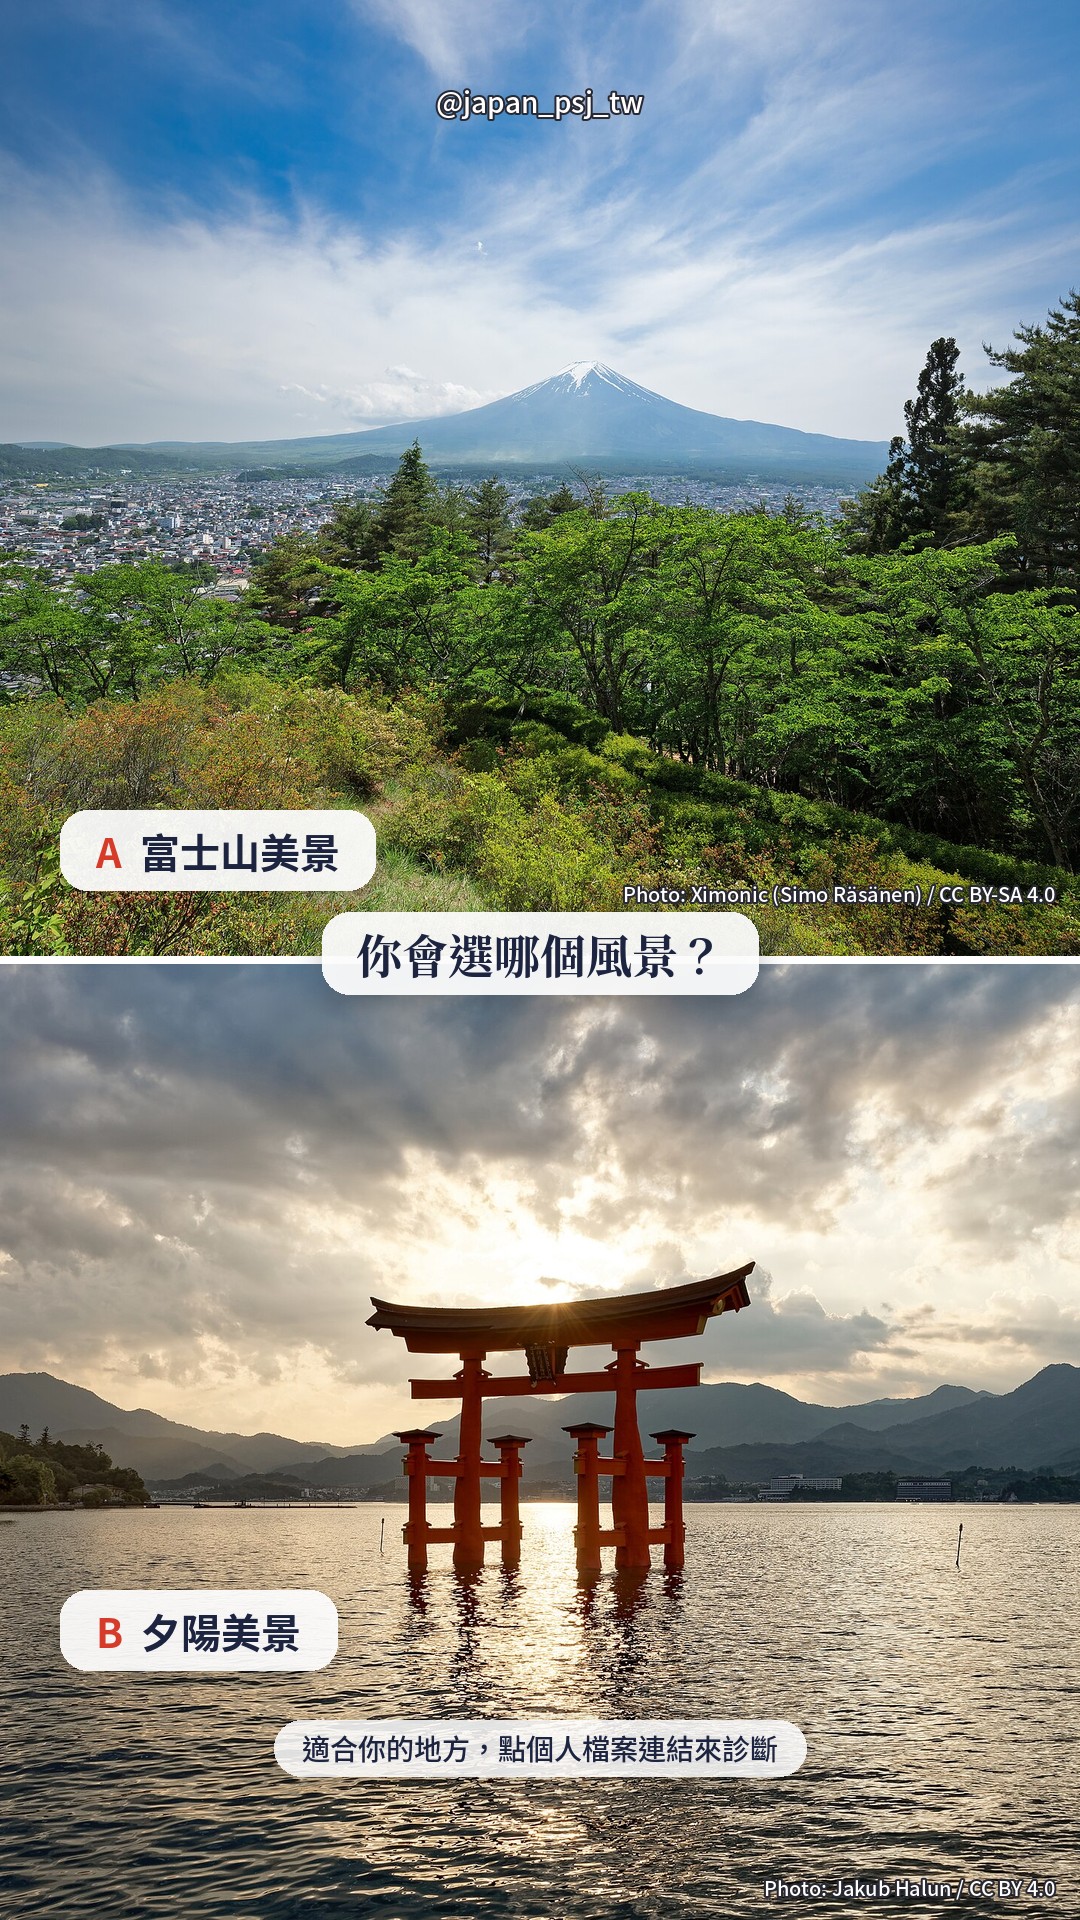 @japan_psj_tw
A 富士山美景
Photo: Ximonic (Simo Räsänen) / CC BY-SA 4.0
你會選哪個風景？
B 夕陽美景
適合你的地方，點個人檔案連結來診斷
Photo: Jakub Hałun / CC BY 4.0